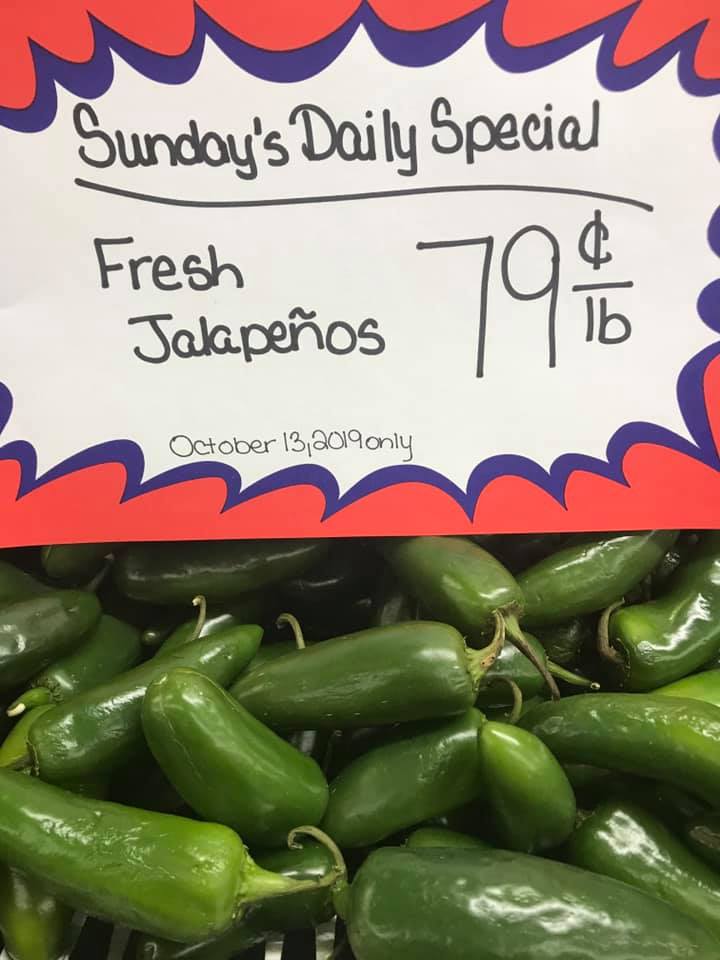 Sunday's Daily Special
Fresh
Jalapeños
79 ¢/lb
October 13, 2019 only